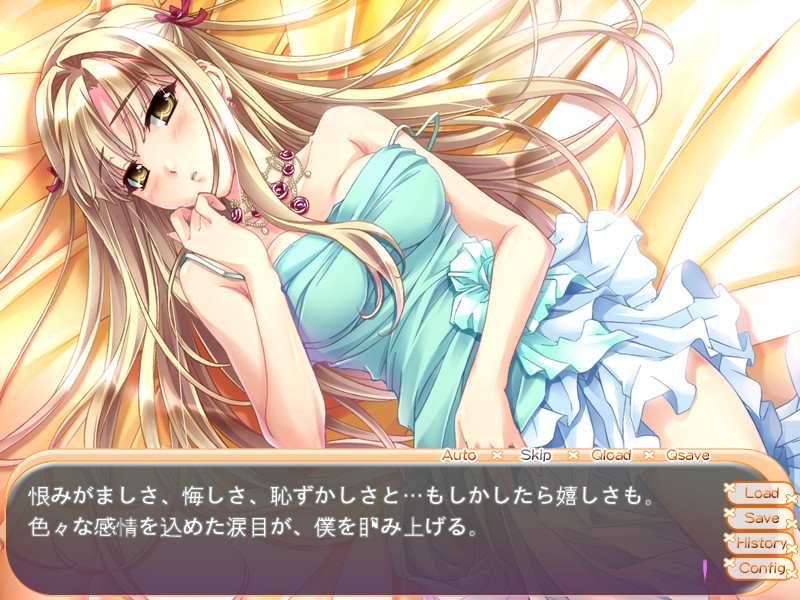 Auto Skip Qload Qsave
恨みがましさ、悔しさ、恥ずかしさと…もしかしたら嬉しさも。
色々な感情を込めた涙目が、僕を睨み上げる。
Load
Save
History
Config